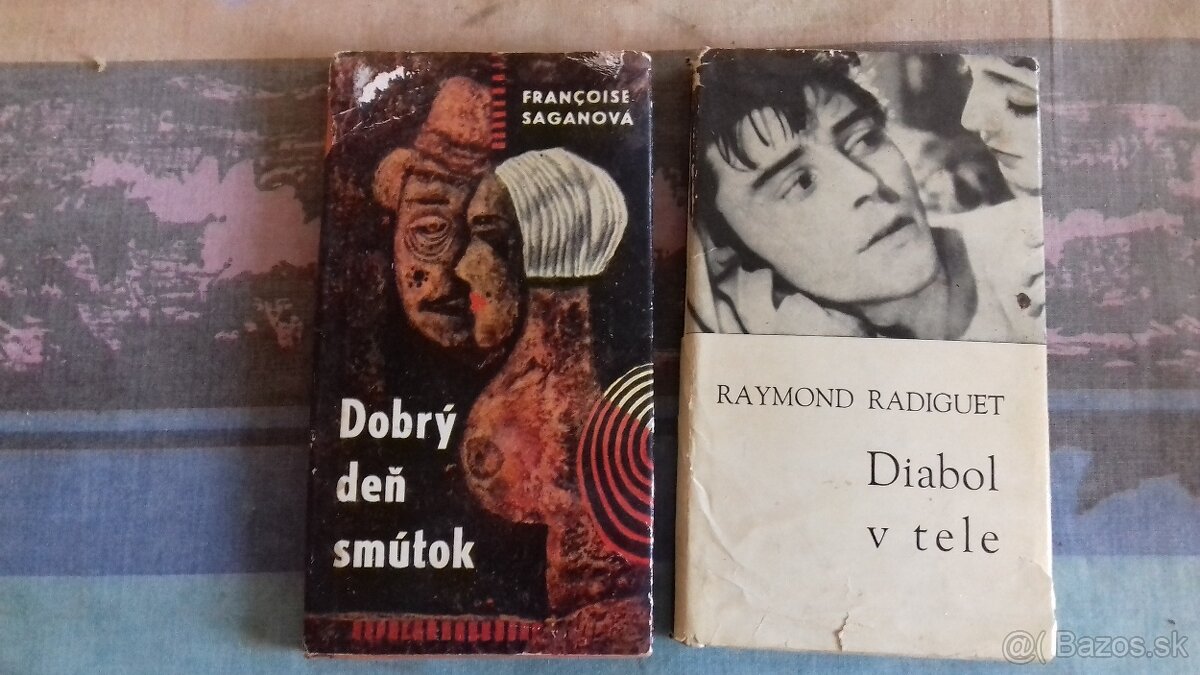 FRANÇOISE
SAGANOVÁ
Dobrý
deň
smútok
RAYMOND RADIGUET
Diabol
v tele
@( Bazos.sk